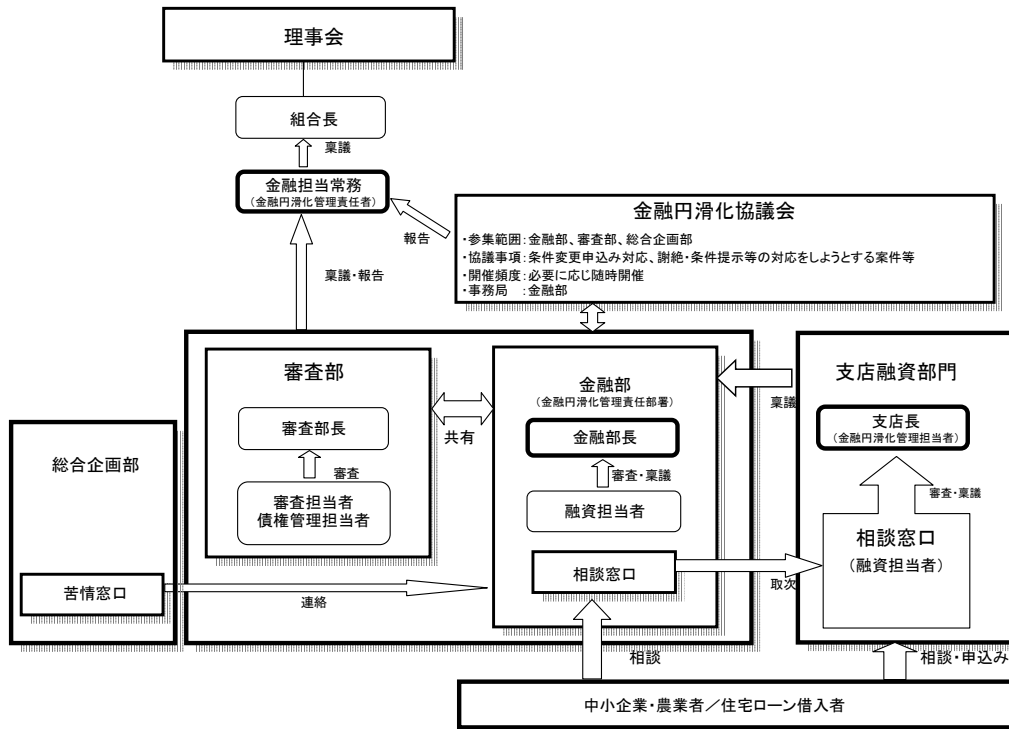 理事会
組合長
稟議
金融担当常務
（金融円滑化管理責任者）
報告
稟議・報告
金融円滑化協議会
・参集範囲：金融部、審査部、総合企画部
・協議事項：条件変更申込み対応、謝絶・条件提示等の対応をしようとする案件等
・開催頻度：必要に応じ随時開催
・事務局　：金融部
審査部
審査部長
審査
審査担当者
債権管理担当者
共有
金融部
（金融円滑化管理責任部署）
金融部長
審査・稟議
融資担当者
相談窓口
稟議
支店融資部門
支店長
（金融円滑化管理担当者）
審査・稟議
相談窓口
（融資担当者）
取次
総合企画部
苦情窓口
連絡
相談
相談・申込み
中小企業・農業者／住宅ローン借入者